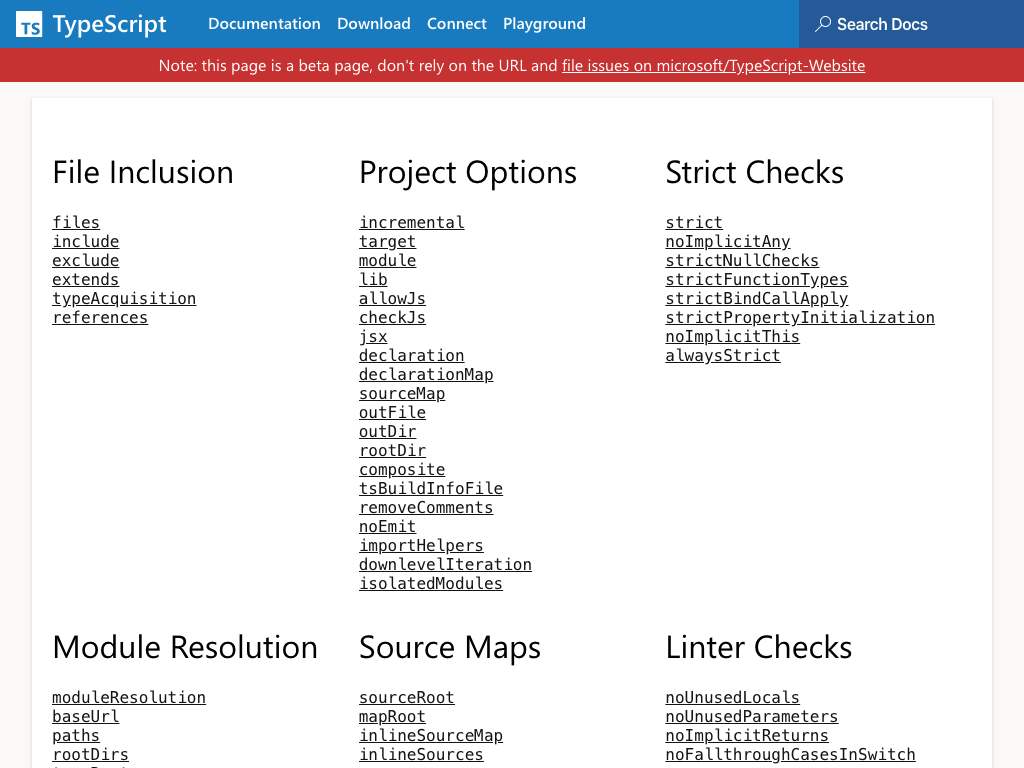 TS TypeScript Documentation Download Connect Playground Search Docs
Note: this page is a beta page, don't rely on the URL and file issues on microsoft/TypeScript-Website
File Inclusion
files
include
exclude
extends
typeAcquisition
references
Project Options
incremental
target
module
lib
allowJs
checkJs
jsx
declaration
declarationMap
sourceMap
outFile
outDir
rootDir
composite
tsBuildInfoFile
removeComments
noEmit
importHelpers
downlevelIteration
isolatedModules
Strict Checks
strict
noImplicitAny
strictNullChecks
strictFunctionTypes
strictBindCallApply
strictPropertyInitialization
noImplicitThis
alwaysStrict
Module Resolution
moduleResolution
baseUrl
paths
rootDirs
Source Maps
sourceRoot
mapRoot
inlineSourceMap
inlineSources
Linter Checks
noUnusedLocals
noUnusedParameters
noImplicitReturns
noFallthroughCasesInSwitch